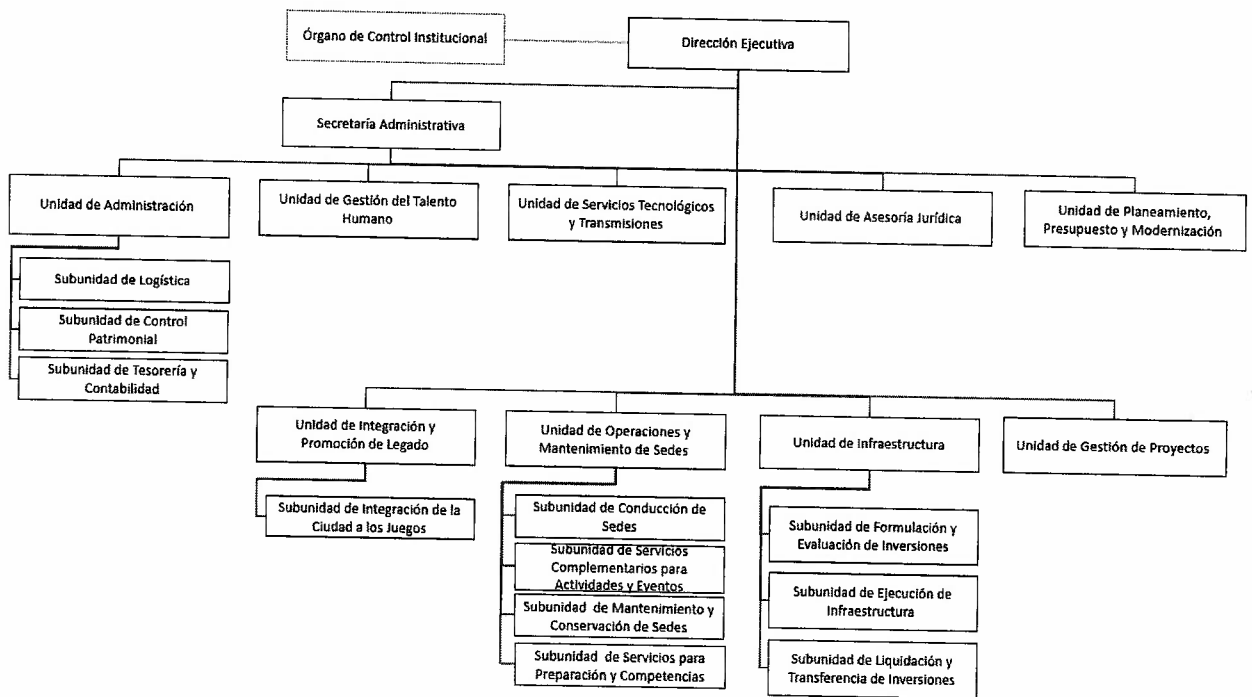 Órgano de Control Institucional
Dirección Ejecutiva
Secretaría Administrativa
Unidad de Administración
Unidad de Gestión del Talento
Humano
Unidad de Servicios Tecnológicos
y Transmisiones
Unidad de Asesoría Jurídica
Unidad de Planeamiento,
Presupuesto y Modernización
Subunidad de Logística
Subunidad de Control
Patrimonial
Subunidad de Tesorería y
Contabilidad
Unidad de Integración y
Promoción de Legado
Unidad de Operaciones y
Mantenimiento de Sedes
Unidad de Infraestructura
Unidad de Gestión de Proyectos
Subunidad de Integración de la
Ciudad a los Juegos
Subunidad de Conducción de
Sedes
Subunidad de Servicios
Complementarios para
Actividades y Eventos
Subunidad de Mantenimiento y
Conservación de Sedes
Subunidad de Servicios para
Preparación y Competencias
Subunidad de Formulación y
Evaluación de Inversiones
Subunidad de Ejecución de
Infraestructura
Subunidad de Liquidación y
Transferencia de Inversiones